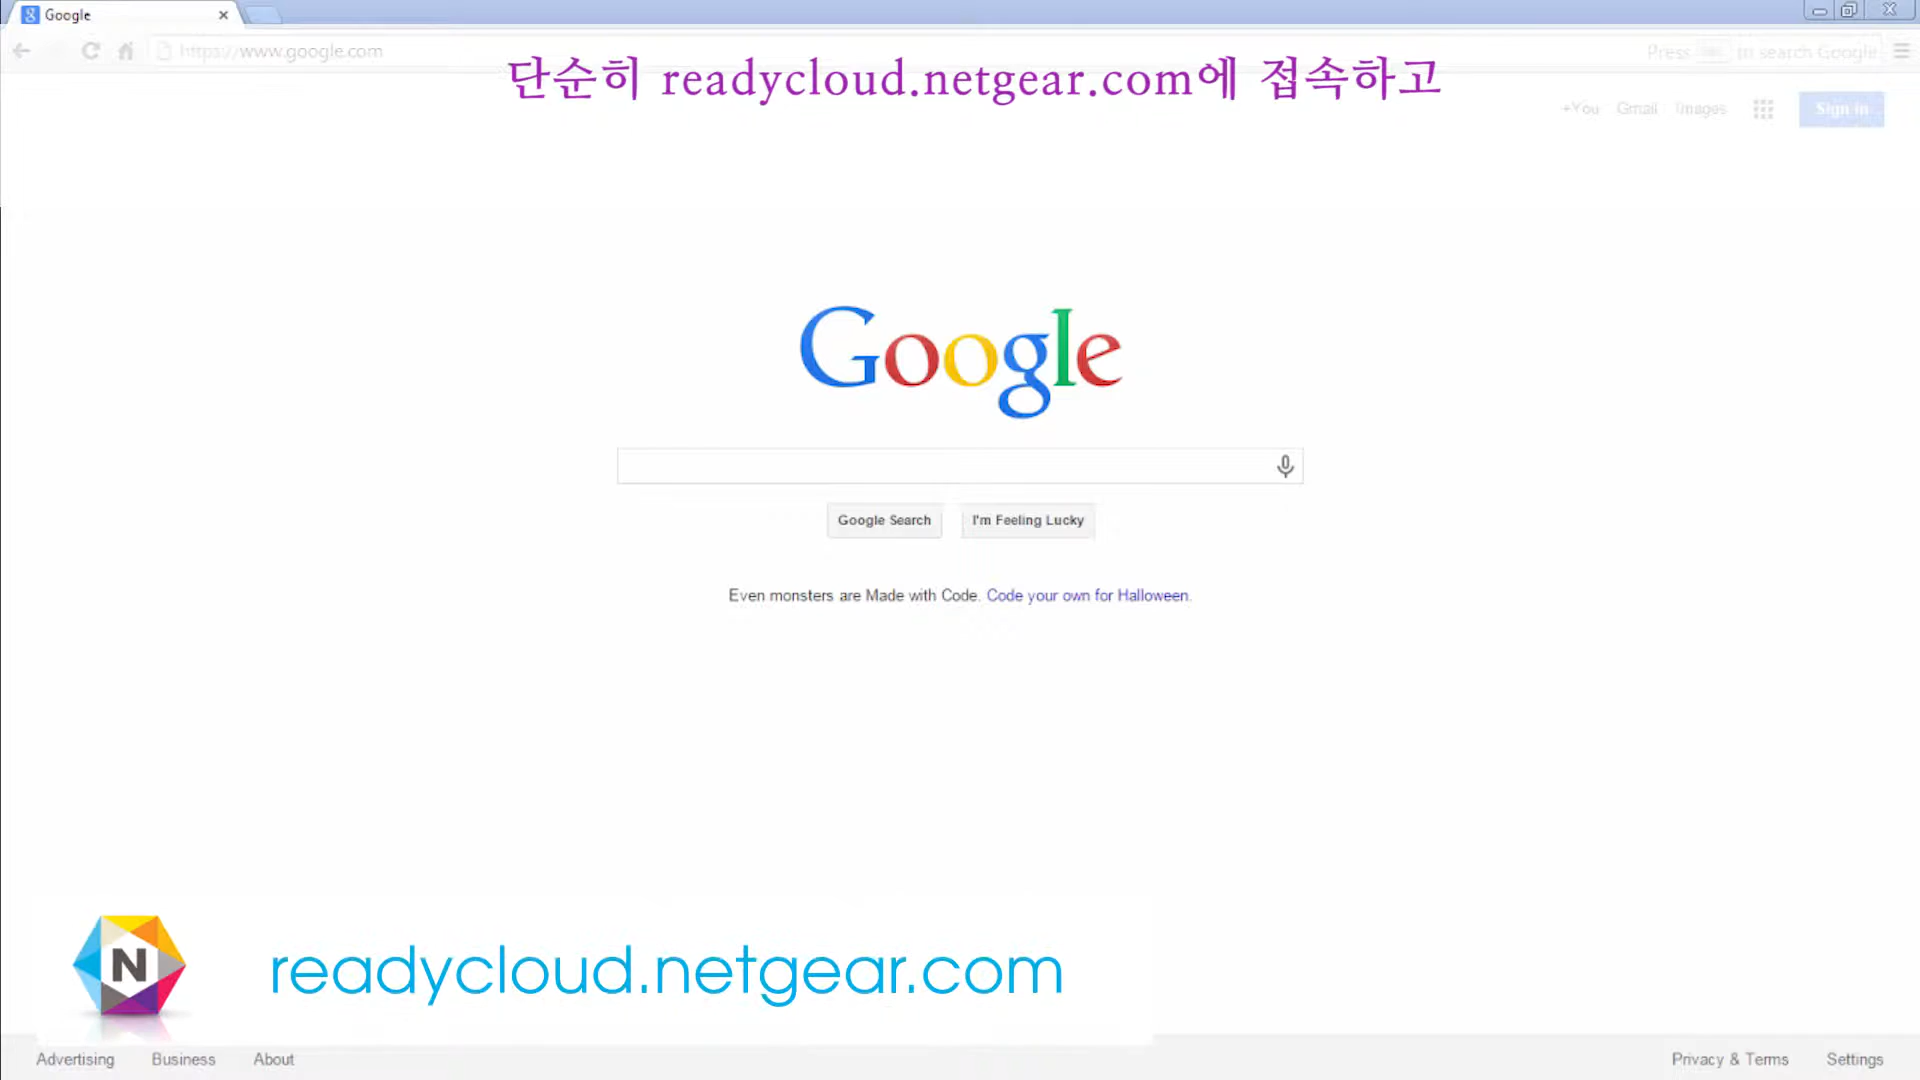 Google
https://www.google.com
Press to search Google
단순히 readycloud.netgear.com에 접속하고
+You Gmail Images Sign in
Google
Google Search I'm Feeling Lucky
Even monsters are Made with Code. Code your own for Halloween.
N
readycloud.netgear.com
Advertising Business About Privacy & Terms Settings